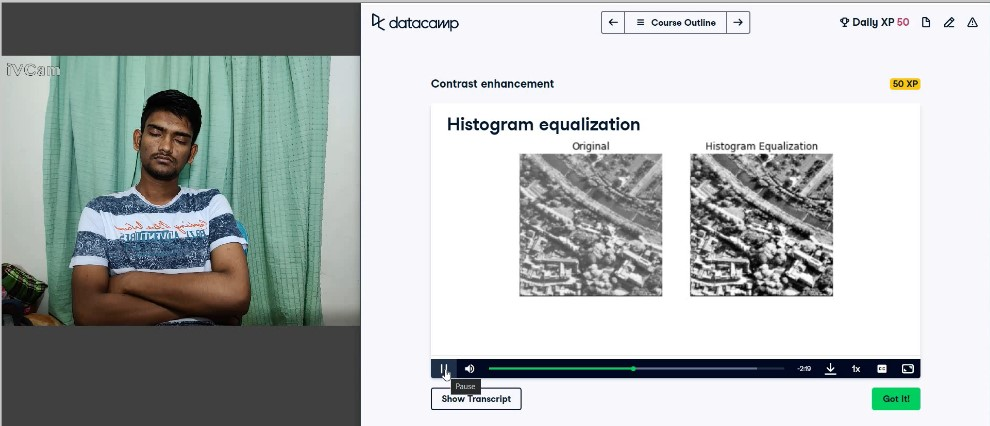 iVCam
datacamp
Course Outline
Daily XP 50
Contrast enhancement
50 XP
Histogram equalization
Original
Histogram Equalization
-2:19
1x
CC
Pause
Show Transcript
Got It!